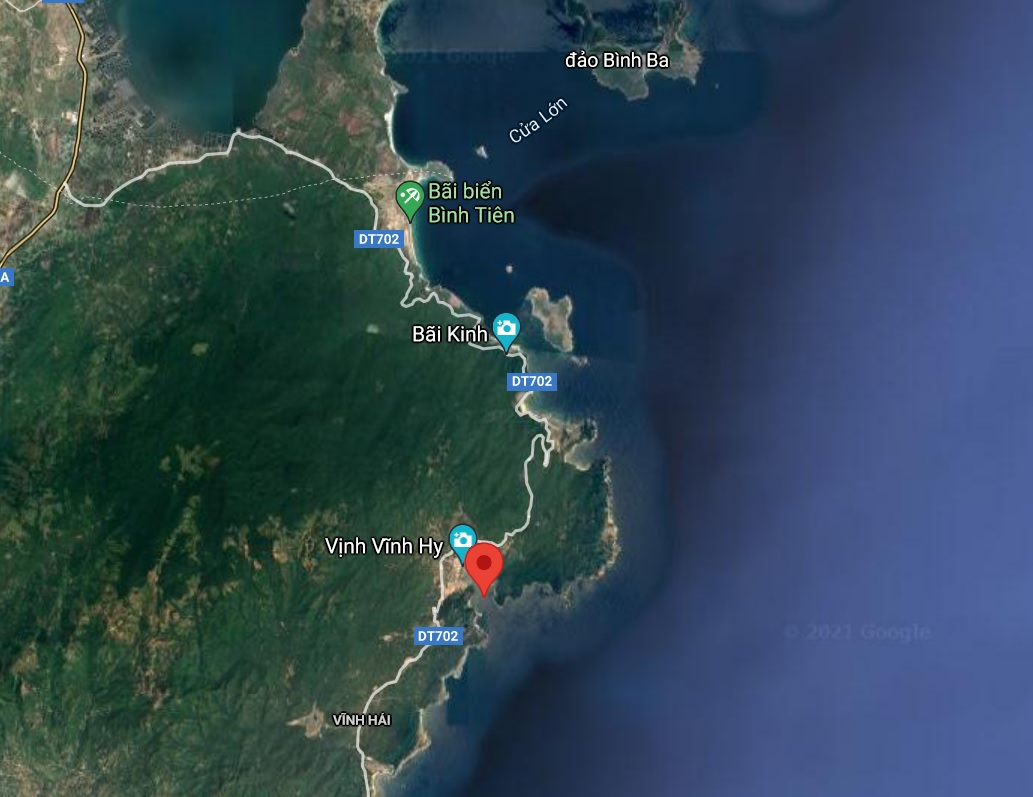 © 2021 Google
đảo Bình Ba
Cửa Lớn
Bãi biển
Bình Tiên
DT702
A
Bãi Kinh
DT702
Vịnh Vĩnh Hy
© 2021 Google
DT702
VĨNH HẢI